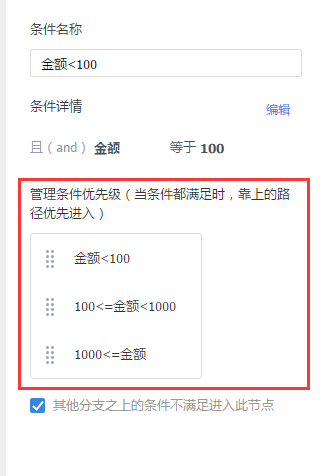 条件名称
金额<100
条件详情 编辑
且（and） 金额 等于 100
管理条件优先级（当条件都满足时，靠上的路
径优先进入）
金额<100
100<=金额<1000
1000<=金额
其他分支之上的条件不满足进入此节点